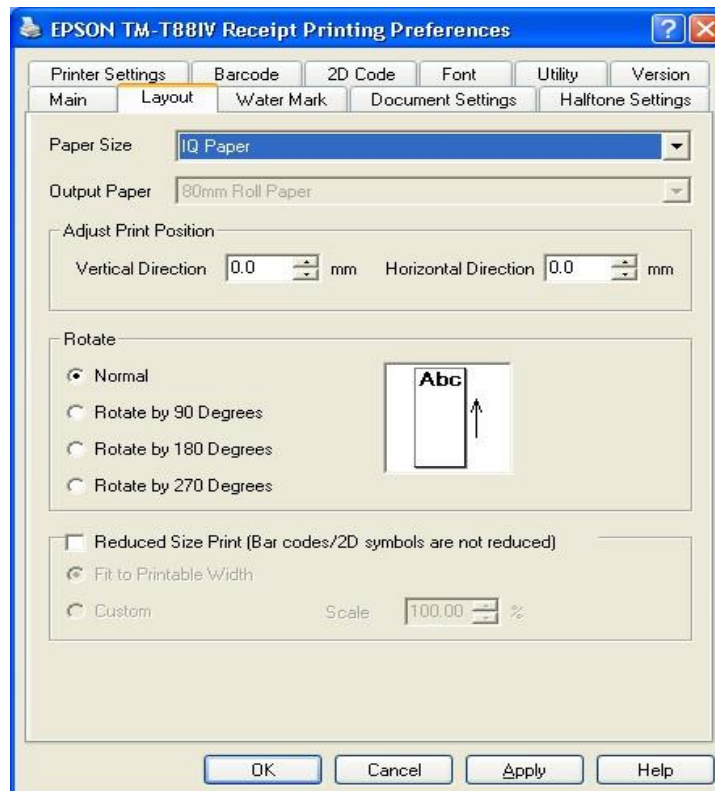 EPSON TM-T88IV Receipt Printing Preferences
Printer Settings Barcode 2D Code Font Utility Version
Main Layout Water Mark Document Settings Halftone Settings
Paper Size IQ Paper
Output Paper 80mm Roll Paper
Adjust Print Position
Vertical Direction 0.0 mm Horizontal Direction 0.0 mm
Rotate
Normal
Abc
Rotate by 90 Degrees
Rotate by 180 Degrees
Rotate by 270 Degrees
Reduced Size Print (Bar codes/2D symbols are not reduced)
Fit to Printable Width
Custom Scale 100.00 %
OK Cancel Apply Help